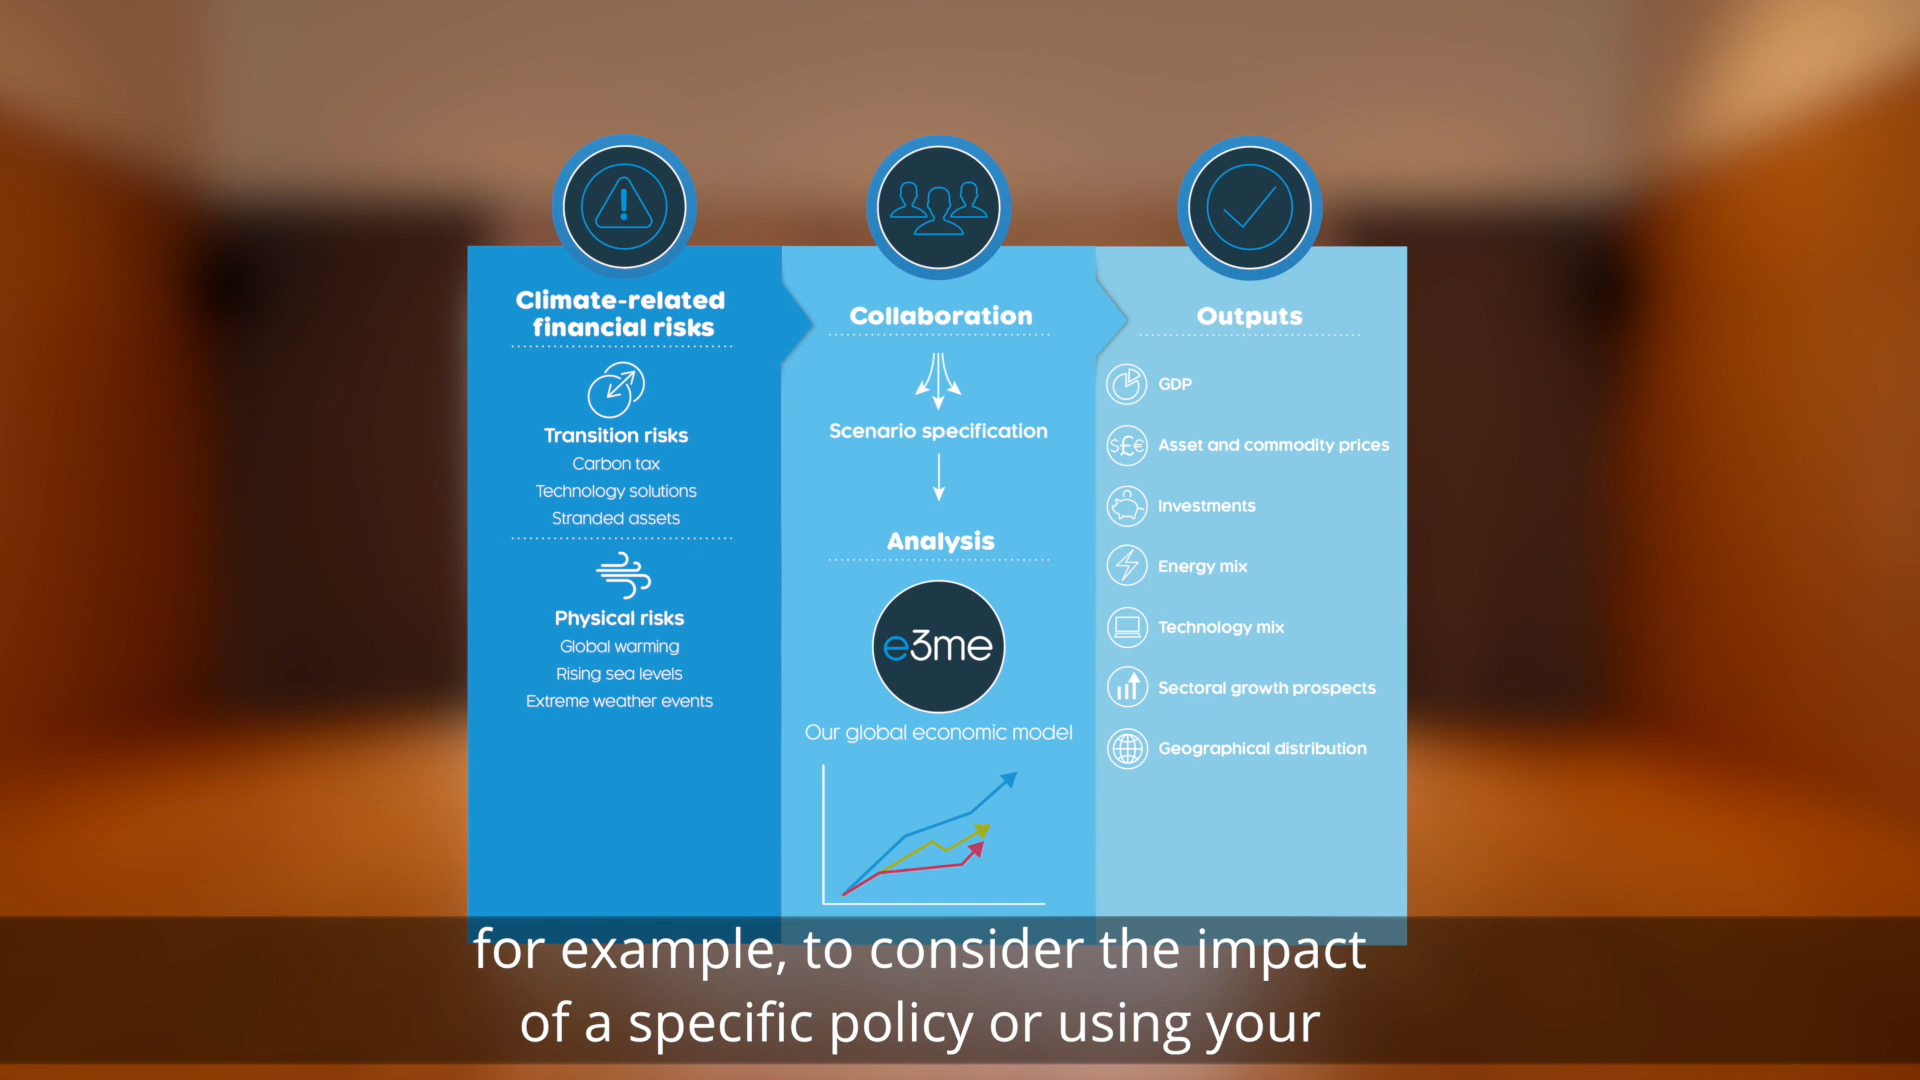 Climate-related
financial risks
Transition risks
Carbon tax
Technology solutions
Stranded assets
Physical risks
Global warming
Rising sea levels
Extreme weather events
Collaboration
Scenario specification
Analysis
e3me
Our global economic model
Outputs
GDP
$£€
Asset and commodity prices
Investments
Energy mix
Technology mix
Sectoral growth prospects
Geographical distribution
for example, to consider the impact
of a specific policy or using your